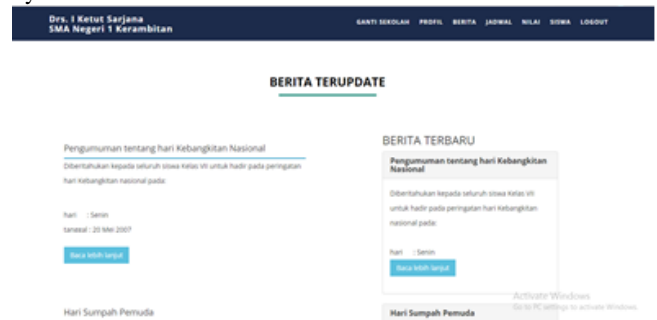 Drs. I Ketut Sarjana
SMA Negeri 1 Kerambitan
GANTI SEKOLAH PROFIL BERITA JADWAL NILAI SISWA LOGOUT
BERITA TERUPDATE
Pengumuman tentang hari Kebangkitan Nasional
Diberitahukan kepada seluruh siswa Kelas VII untuk hadir pada peringatan
hari Kebangkitan nasional pada:
hari : Senin
tanggal : 20 Mei 2007
Baca lebih lanjut
Hari Sumpah Pemuda
BERITA TERBARU
Pengumuman tentang hari Kebangkitan
Nasional
Diberitahukan kepada seluruh siswa Kelas VII
untuk hadir pada peringatan hari Kebangkitan
nasional pada:
hari : Senin
Baca lebih lanjut
Hari Sumpah Pemuda
Activate Windows
Go to PC settings to activate Windows.